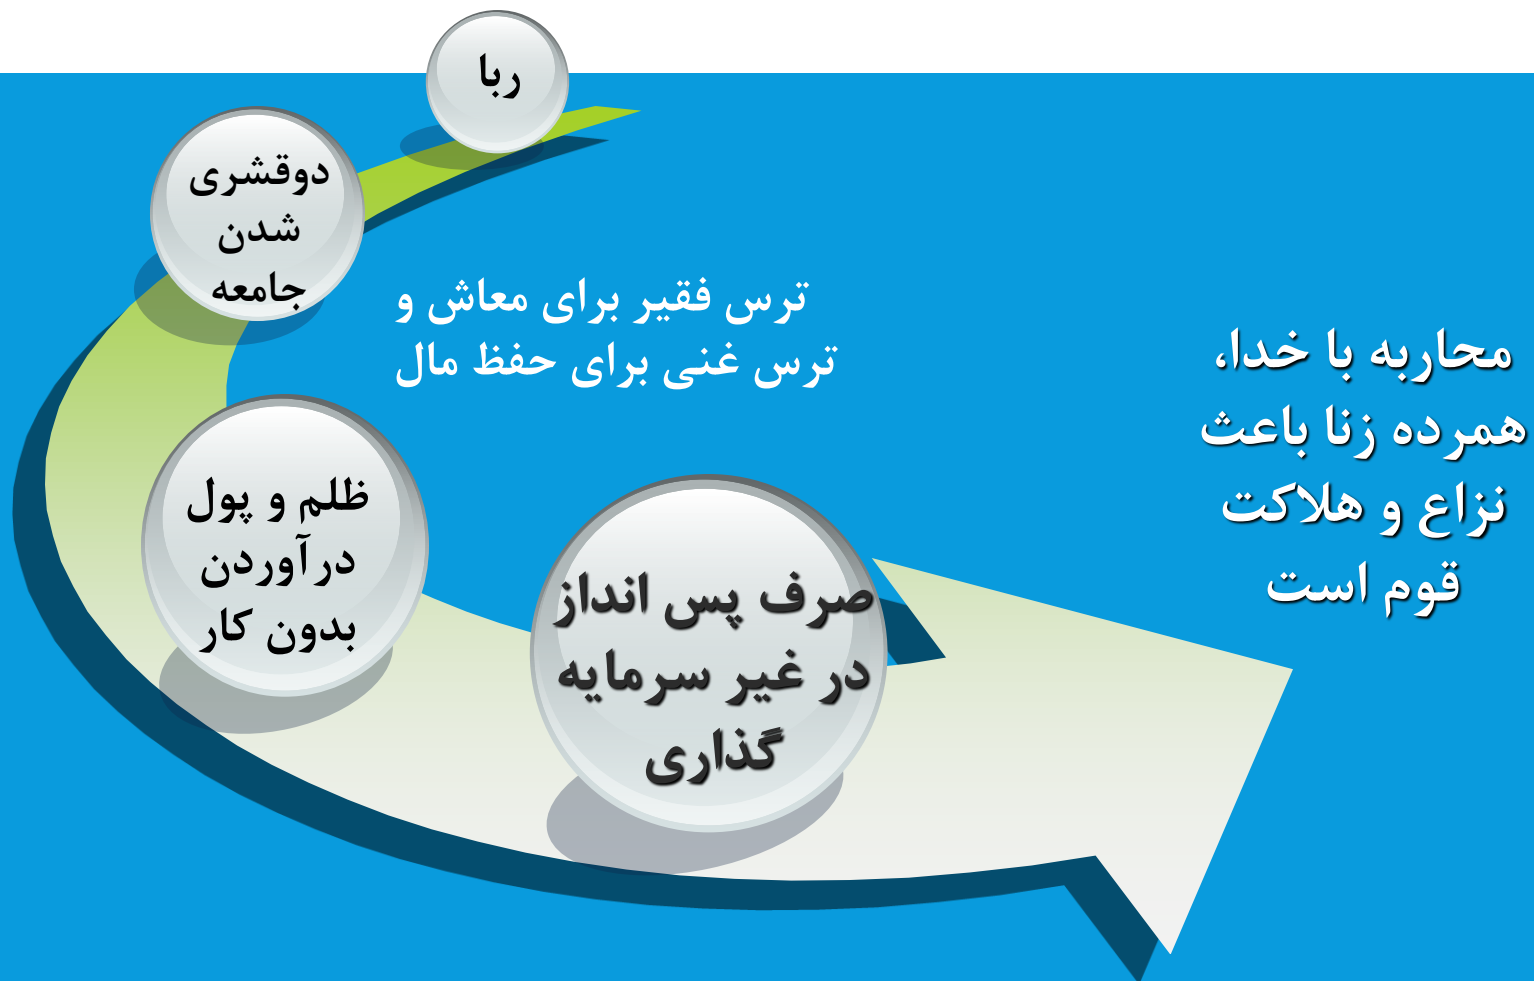 ربا
دوقشری
شدن
جامعه
ترس فقیر برای معاش و
ترس غنی برای حفظ مال
محاربه با خدا،
همرده زنا باعث
نزاع و هلاکت
قوم است
ظلم و پول
درآوردن
بدون کار
صرف پس انداز
در غیر سرمایه
گذاری